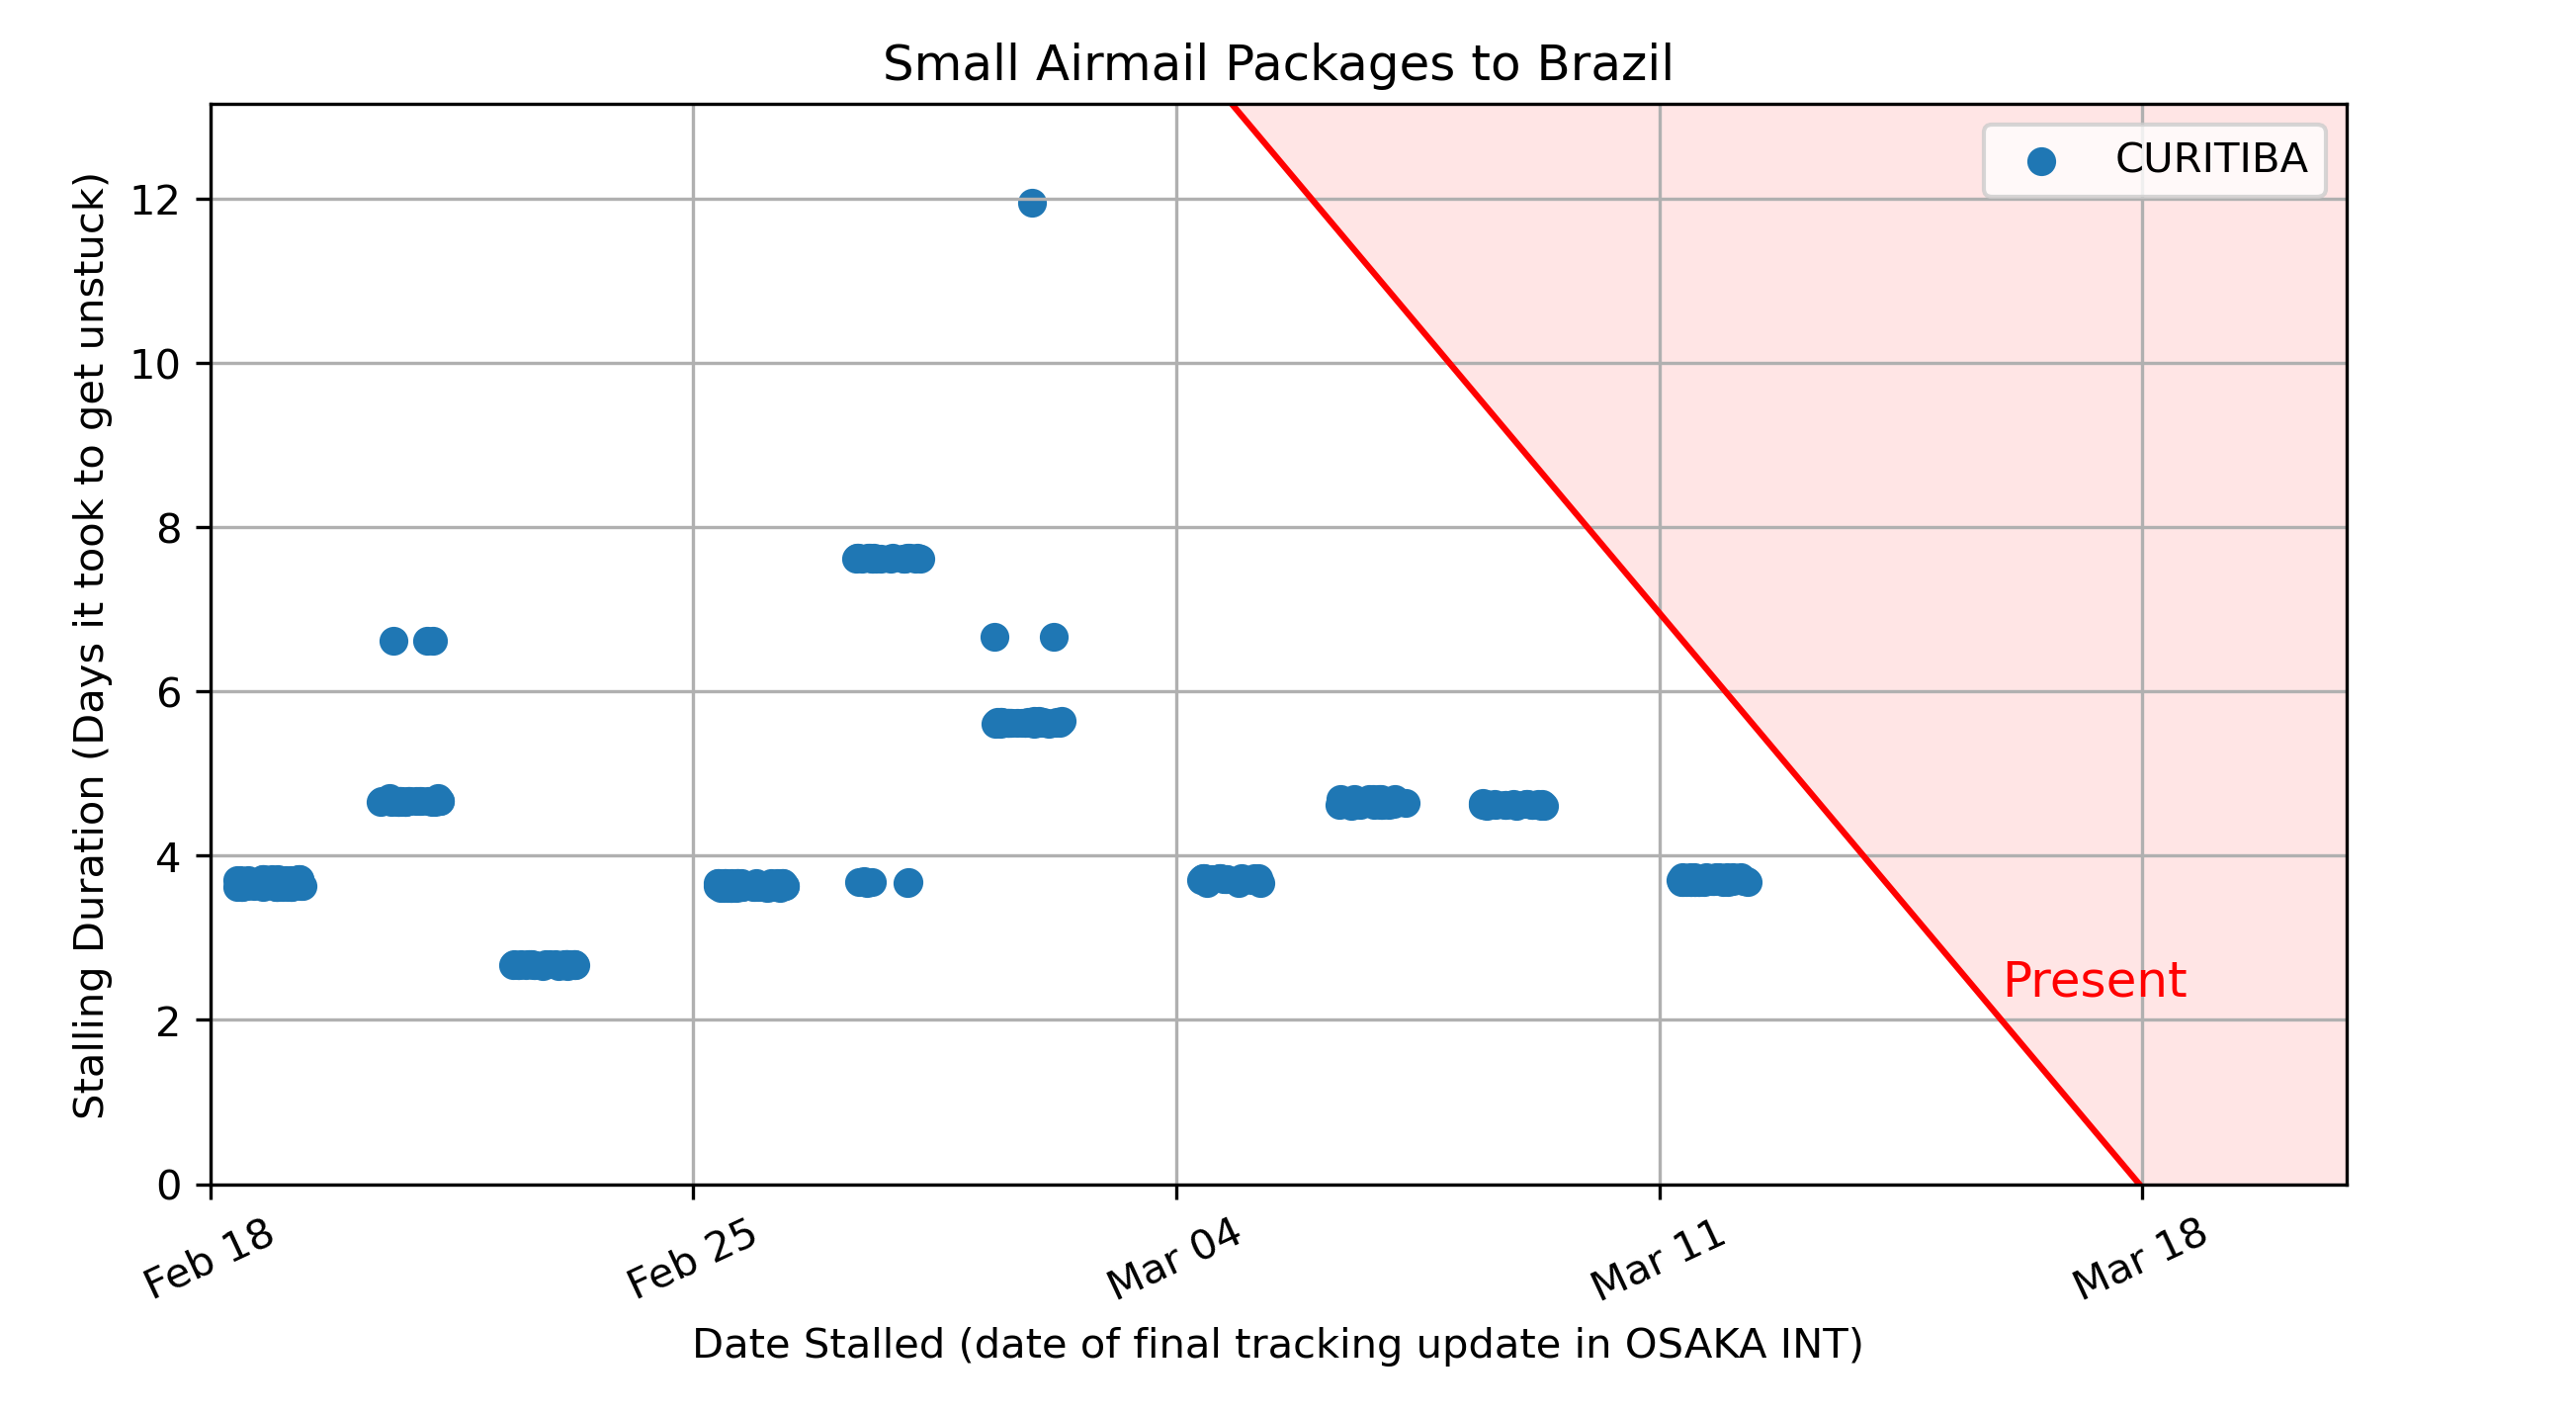 Small Airmail Packages to Brazil
CURITIBA
Stalling Duration (Days it took to get unstuck)
12
10
8
6
4
2
0
Present
Feb 18
Feb 25
Mar 04
Mar 11
Mar 18
Date Stalled (date of final tracking update in OSAKA INT)